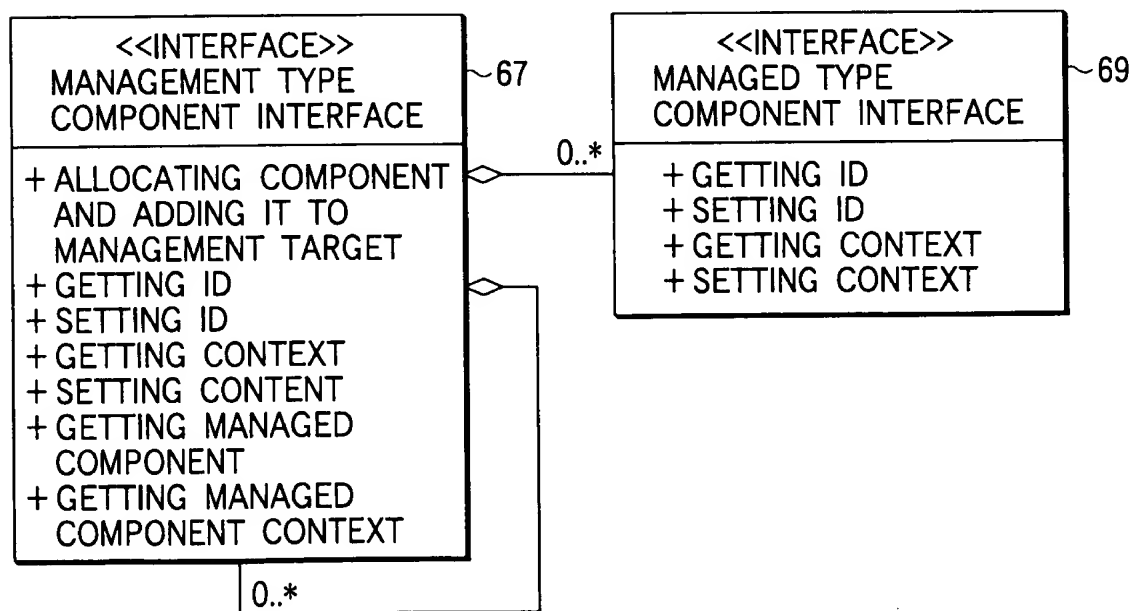 <<INTERFACE>>
MANAGEMENT TYPE
COMPONENT INTERFACE
67
+ ALLOCATING COMPONENT
AND ADDING IT TO
MANAGEMENT TARGET
+ GETTING ID
+ SETTING ID
+ GETTING CONTEXT
+ SETTING CONTENT
+ GETTING MANAGED
COMPONENT
+ GETTING MANAGED
COMPONENT CONTEXT
0..*
0..*
<<INTERFACE>>
MANAGED TYPE
COMPONENT INTERFACE
69
+ GETTING ID
+ SETTING ID
+ GETTING CONTEXT
+ SETTING CONTEXT